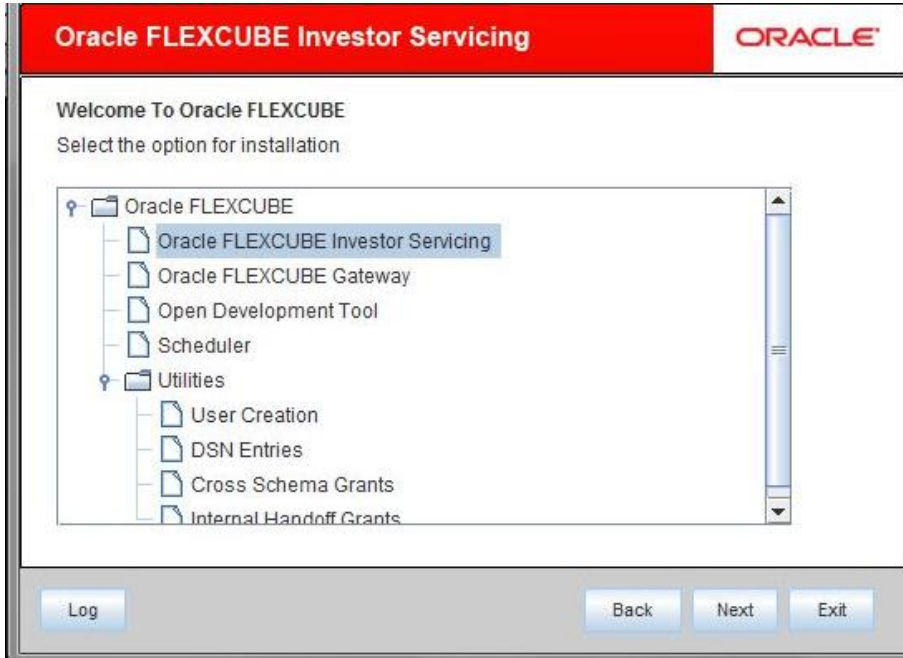 Oracle FLEXCUBE Investor Servicing
ORACLE
Welcome To Oracle FLEXCUBE
Select the option for installation
Oracle FLEXCUBE
Oracle FLEXCUBE Investor Servicing
Oracle FLEXCUBE Gateway
Open Development Tool
Scheduler
Utilities
User Creation
DSN Entries
Cross Schema Grants
Internal Handoff Grants
Log
Back
Next
Exit